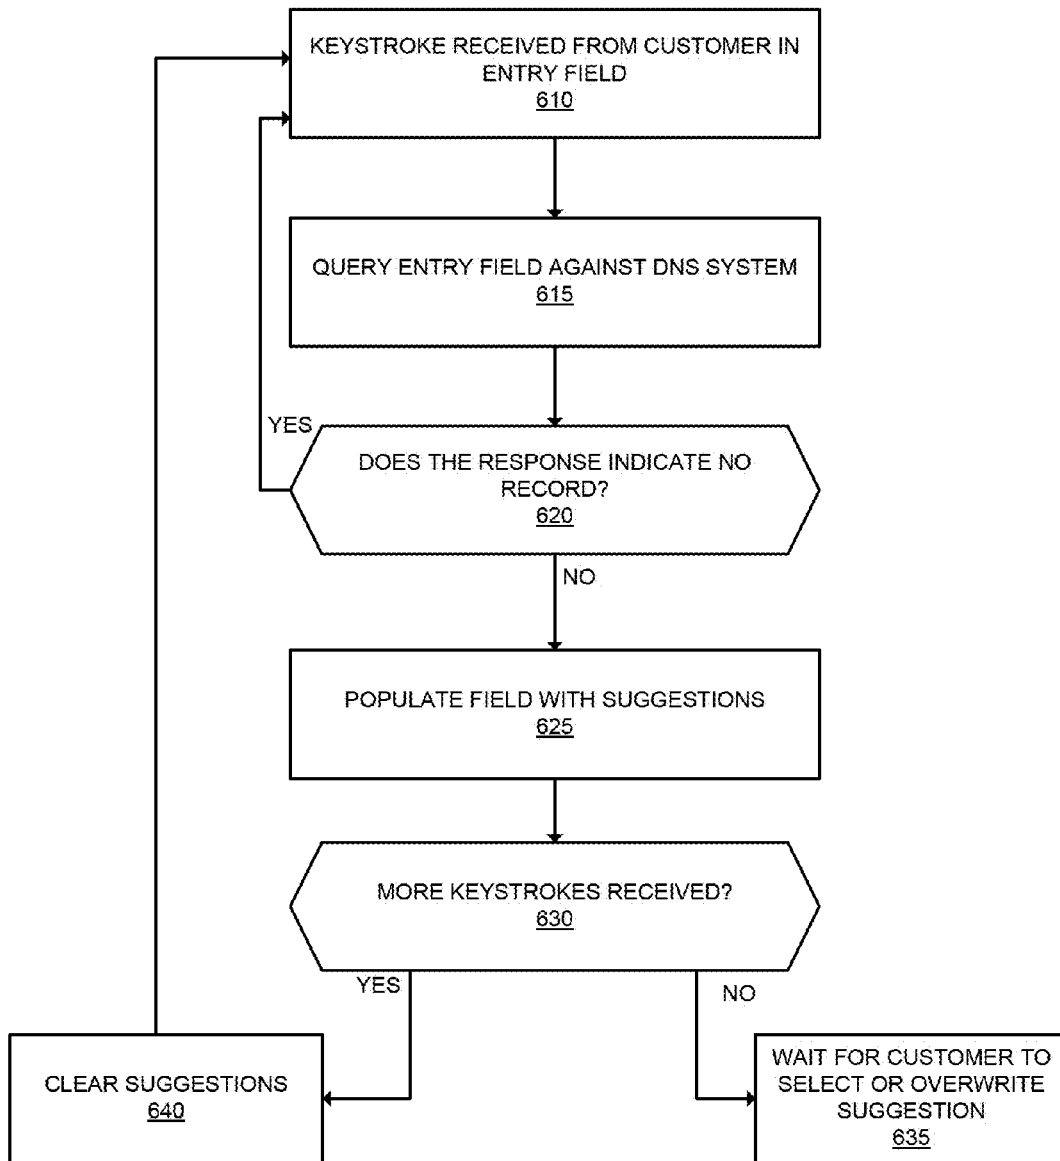 KEYSTROKE RECEIVED FROM CUSTOMER IN
ENTRY FIELD
610
QUERY ENTRY FIELD AGAINST DNS SYSTEM
615
YES
DOES THE RESPONSE INDICATE NO
RECORD?
620
NO
POPULATE FIELD WITH SUGGESTIONS
625
MORE KEYSTROKES RECEIVED?
630
YES
NO
CLEAR SUGGESTIONS
640
WAIT FOR CUSTOMER TO
SELECT OR OVERWRITE
SUGGESTION
635